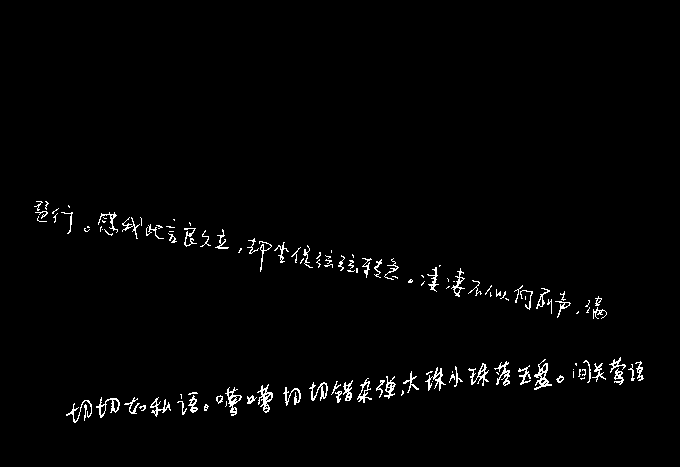 琶行。感我此言良久立,却坐促弦弦转急。凄凄不似向前声,满
切切如私语。嘈嘈切切错杂弹,大珠小珠落玉盘。间关莺语